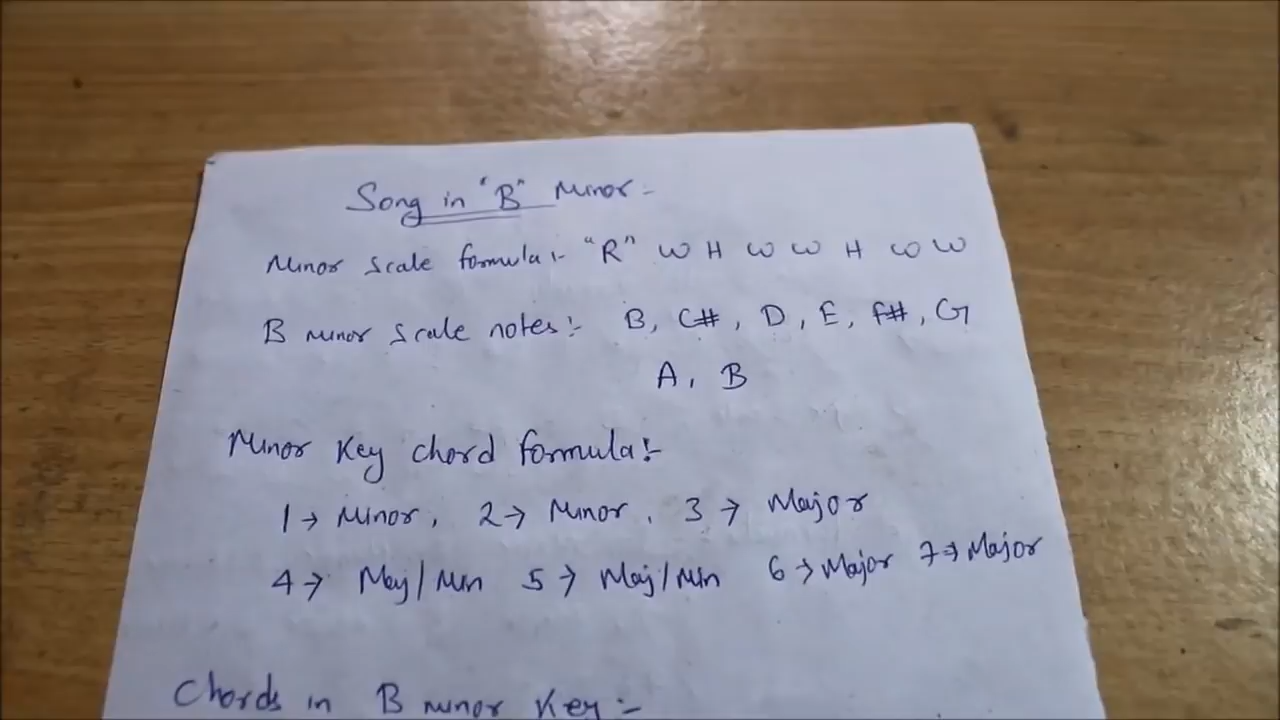 Song in "B" Minor:-
Minor Scale formula:- "R" W H W W H W W
B minor Scale notes:- B, C#, D, E, F#, G
A, B
Minor Key chord formula:-
1→ Minor, 2→ Minor, 3→ Major
4→ Maj/Min 5→ Maj/Min 6→Major 7→Major
Chords in B minor Key:-